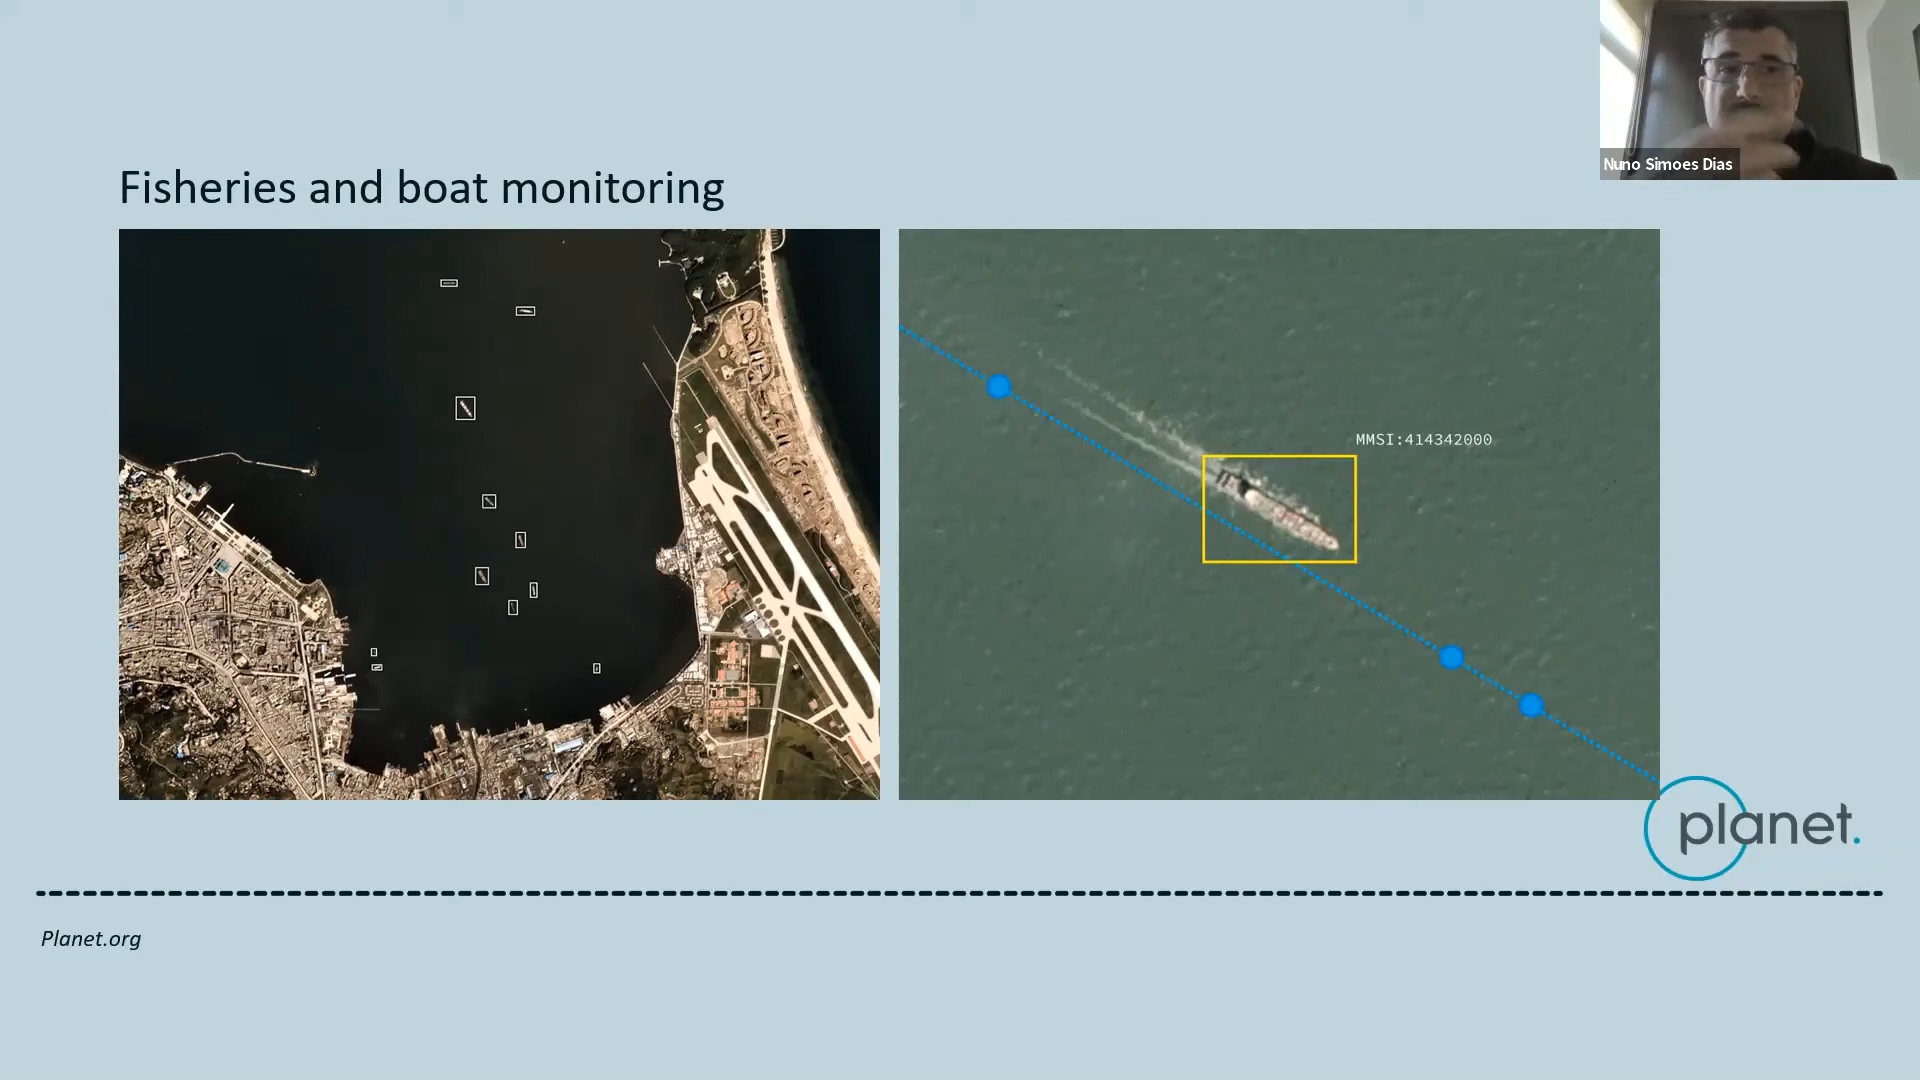 Nuno Simoes Dias
Fisheries and boat monitoring
MMSI:414342000
planet.
Planet.org